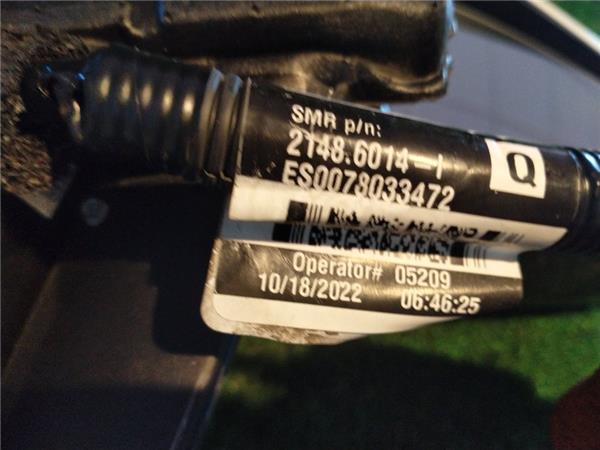 SMR p/n:
2148.6014-I
Q
ES0078033472
Operator# 05209
10/18/2022 06:46:25